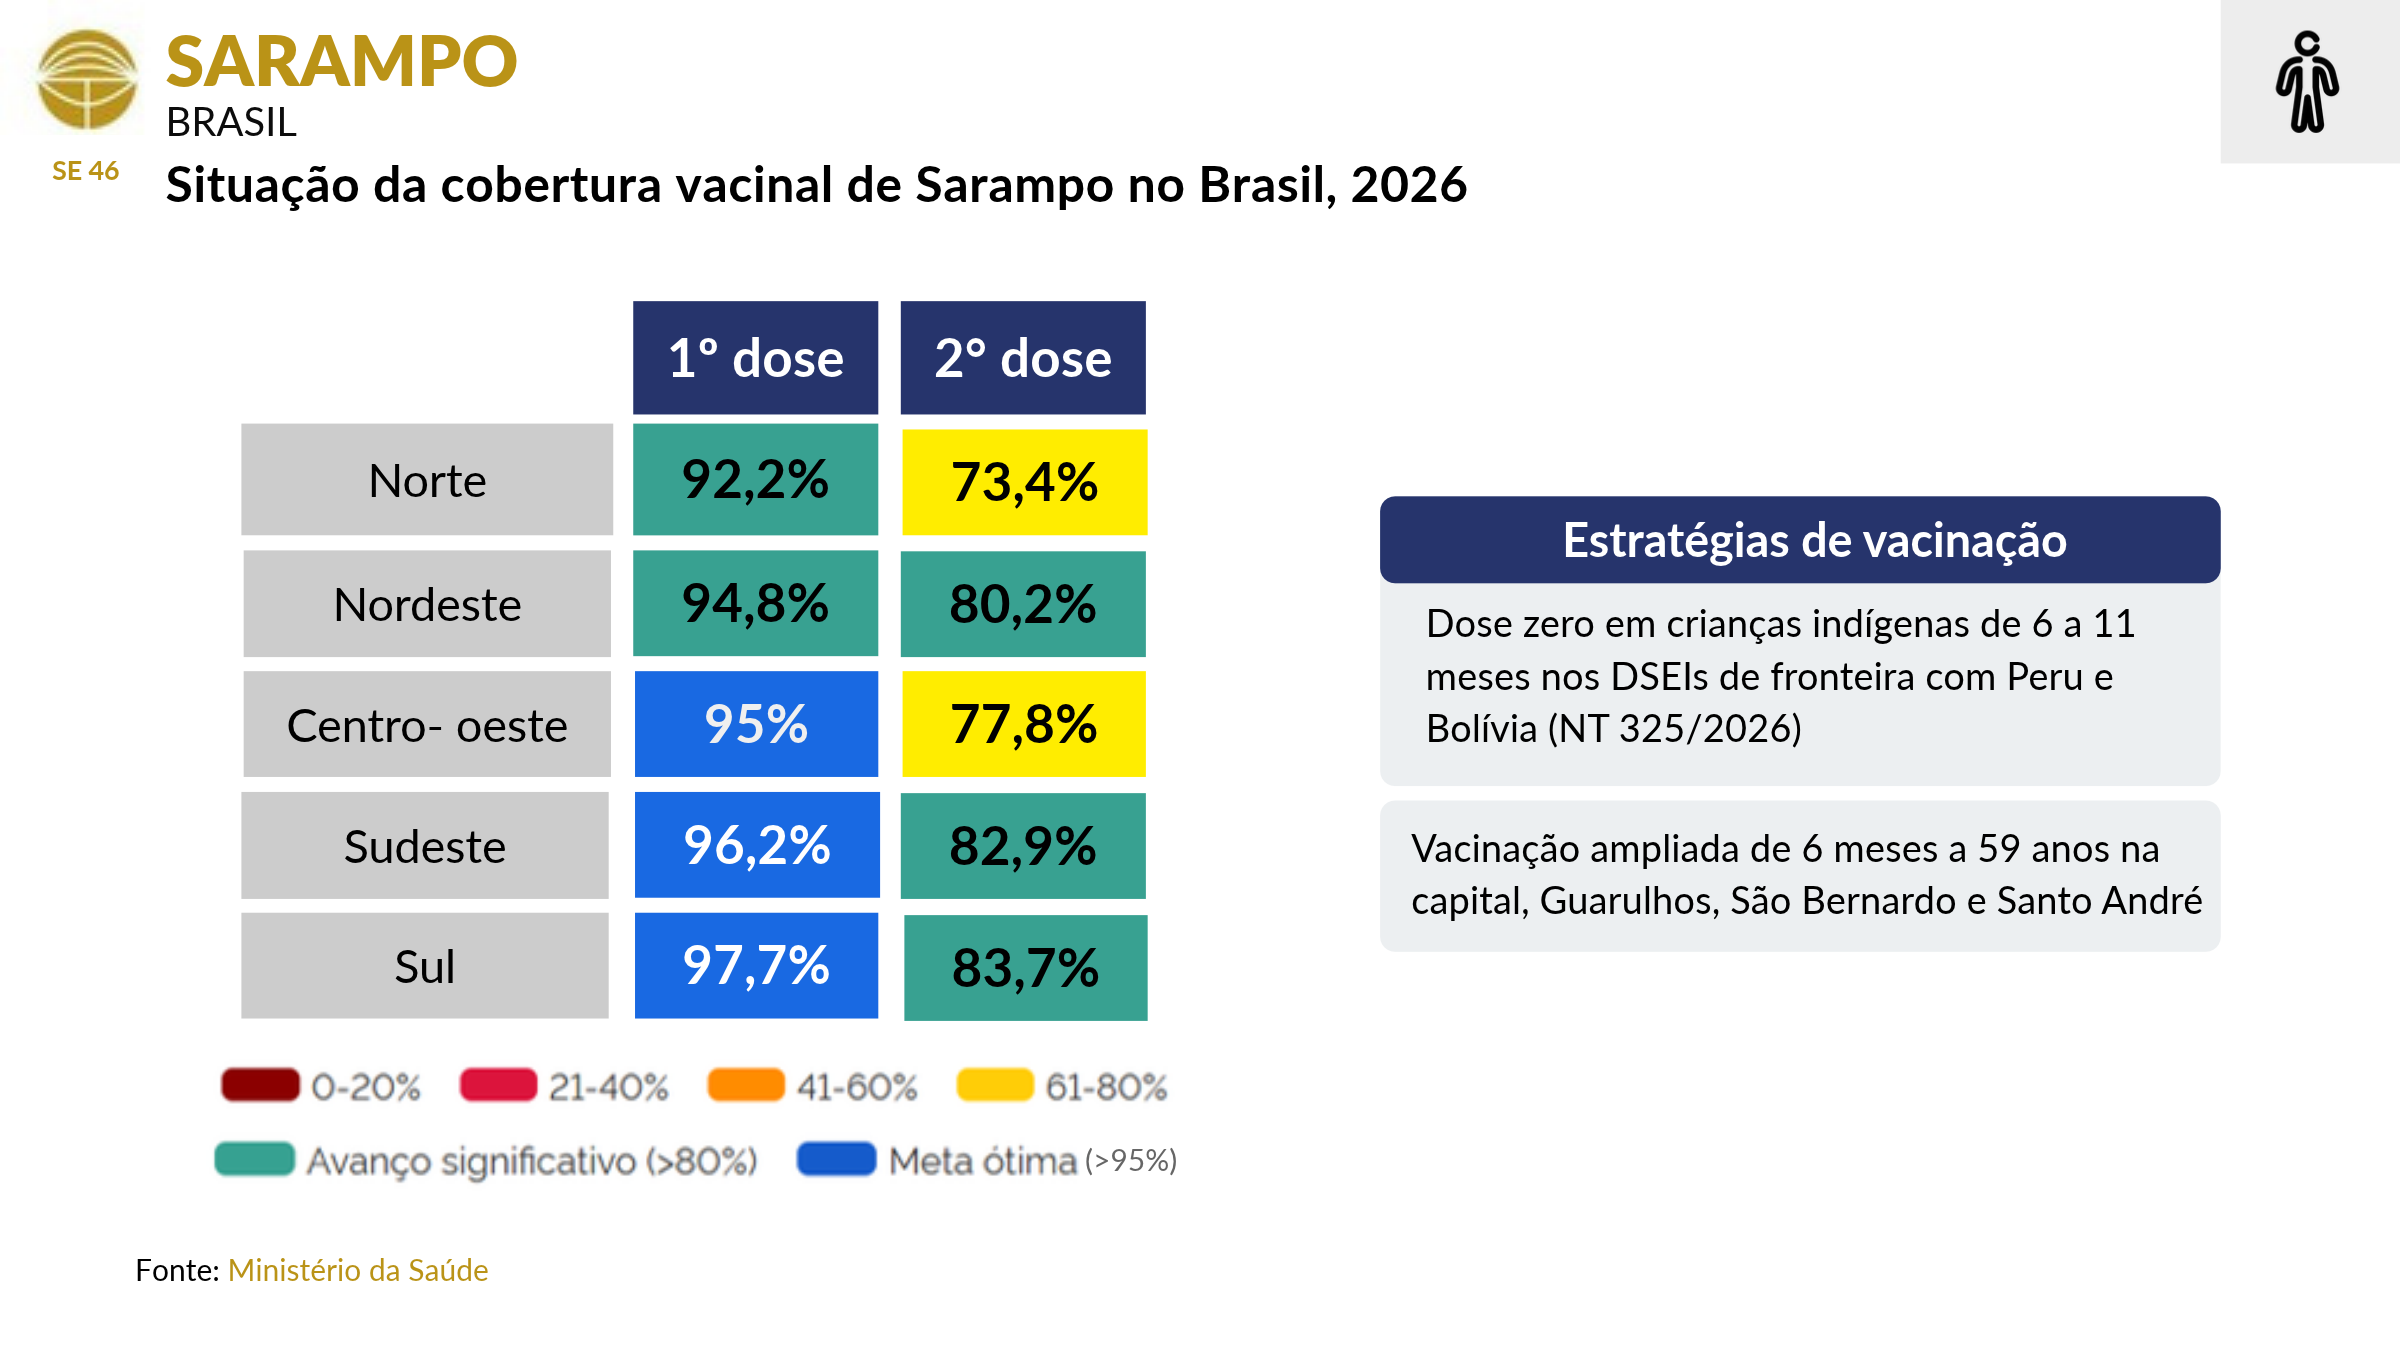 SARAMPO
BRASIL
SE 46
Situação da cobertura vacinal de Sarampo no Brasil, 2026
1º dose 2° dose
Norte 92,2% 73,4%
Nordeste 94,8% 80,2%
Centro- oeste 95% 77,8%
Sudeste 96,2% 82,9%
Sul 97,7% 83,7%
0-20% 21-40% 41-60% 61-80%
Avanço significativo (>80%) Meta ótima (>95%)
Estratégias de vacinação
Dose zero em crianças indígenas de 6 a 11
meses nos DSEIs de fronteira com Peru e
Bolívia (NT 325/2026)
Vacinação ampliada de 6 meses a 59 anos na
capital, Guarulhos, São Bernardo e Santo André
Fonte: Ministério da Saúde